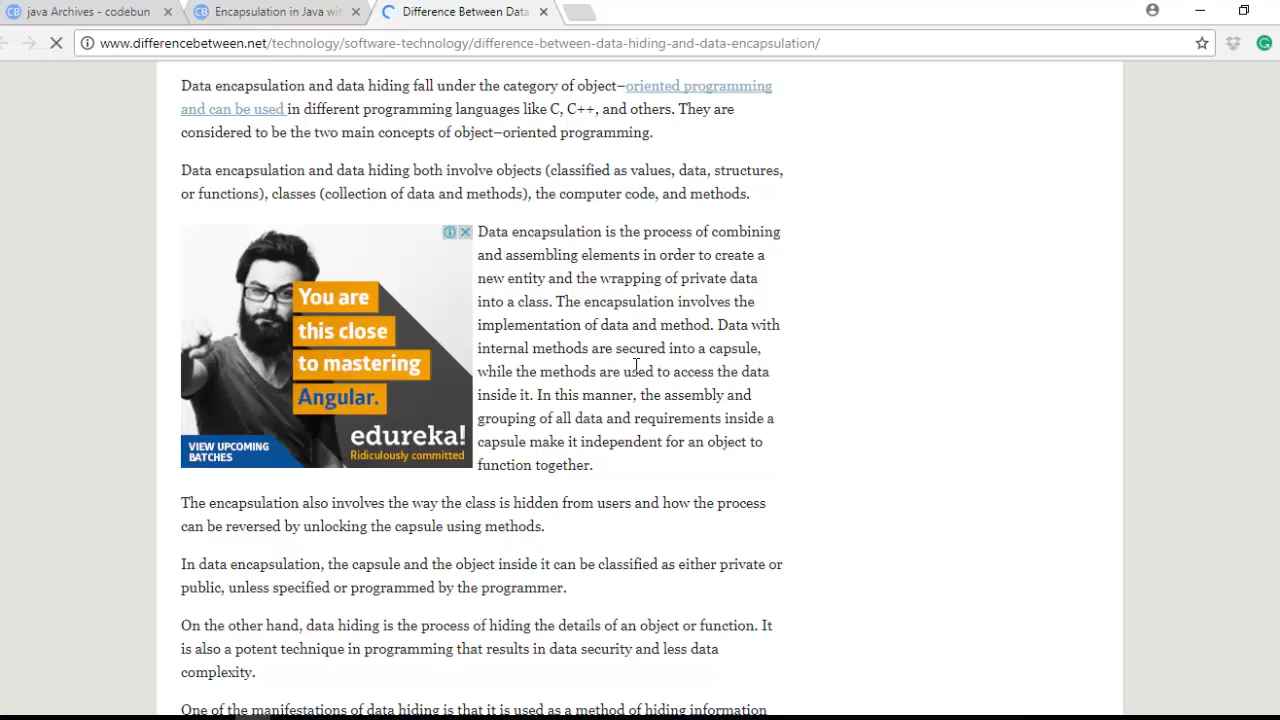 java Archives - codebun
Encapsulation in Java wit
Difference Between Data
www.differencebetween.net/technology/software-technology/difference-between-data-hiding-and-data-encapsulation/
Data encapsulation and data hiding fall under the category of object–oriented programming
and can be used in different programming languages like C, C++, and others. They are
considered to be the two main concepts of object–oriented programming.
Data encapsulation and data hiding both involve objects (classified as values, data, structures,
or functions), classes (collection of data and methods), the computer code, and methods.
You are
this close
to mastering
Angular.
edureka!
Ridiculously committed
VIEW UPCOMING
BATCHES
Data encapsulation is the process of combining
and assembling elements in order to create a
new entity and the wrapping of private data
into a class. The encapsulation involves the
implementation of data and method. Data with
internal methods are secured into a capsule,
while the methods are used to access the data
inside it. In this manner, the assembly and
grouping of all data and requirements inside a
capsule make it independent for an object to
function together.
The encapsulation also involves the way the class is hidden from users and how the process
can be reversed by unlocking the capsule using methods.
In data encapsulation, the capsule and the object inside it can be classified as either private or
public, unless specified or programmed by the programmer.
On the other hand, data hiding is the process of hiding the details of an object or function. It
is also a potent technique in programming that results in data security and less data
complexity.
One of the manifestations of data hiding is that it is used as a method of hiding information